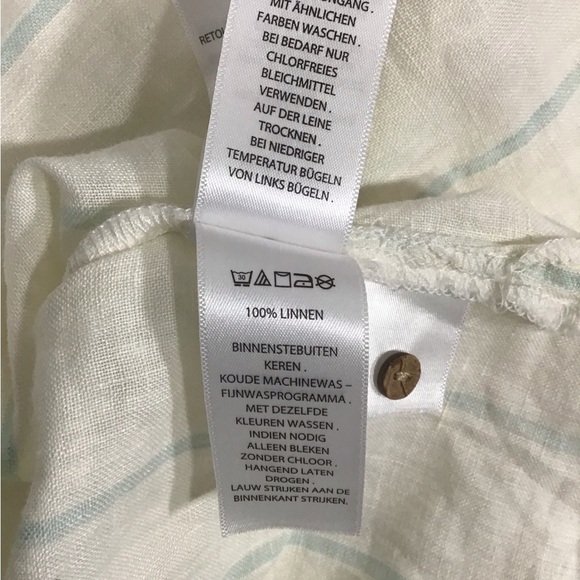 MIT ÄHNLICHEN
FARBEN WASCHEN .
BEI BEDARF NUR
CHLORFREIES
BLEICHMITTEL
VERWENDEN .
AUF DER LEINE
TROCKNEN .
BEI NIEDRIGER
TEMPERATUR BÜGELN
VON LINKS BÜGELN .
30
100% LINNEN
BINNENSTEBUITEN
KEREN .
KOUDE MACHINEWAS –
FIJNWASPROGRAMMA .
MET DEZELFDE
KLEUREN WASSEN .
INDIEN NODIG
ALLEEN BLEKEN
ZONDER CHLOOR .
HANGEND LATEN
DROGEN .
LAUW STRIJKEN AAN DE
BINNENKANT STRIJKEN .